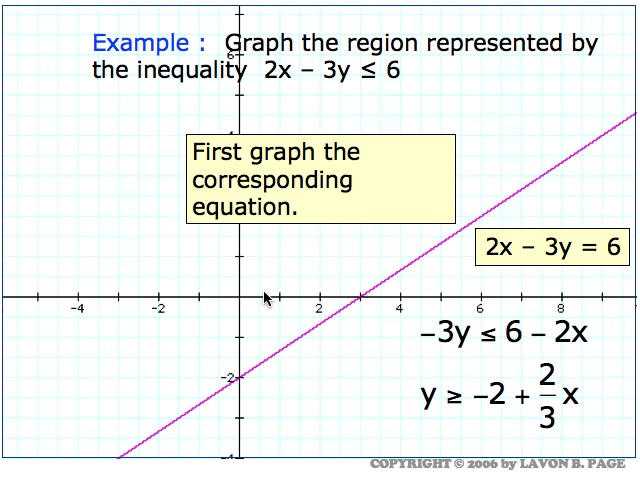 Example : Graph the region represented by
the inequality 2x – 3y ≤ 6
First graph the
corresponding
equation.
2x – 3y = 6
-4 -2 2 4 6 8
6
4
-2
-4
–3y ≤ 6 – 2x
y ≥ –2 + 2/3 x
COPYRIGHT © 2006 by LAVON B. PAGE